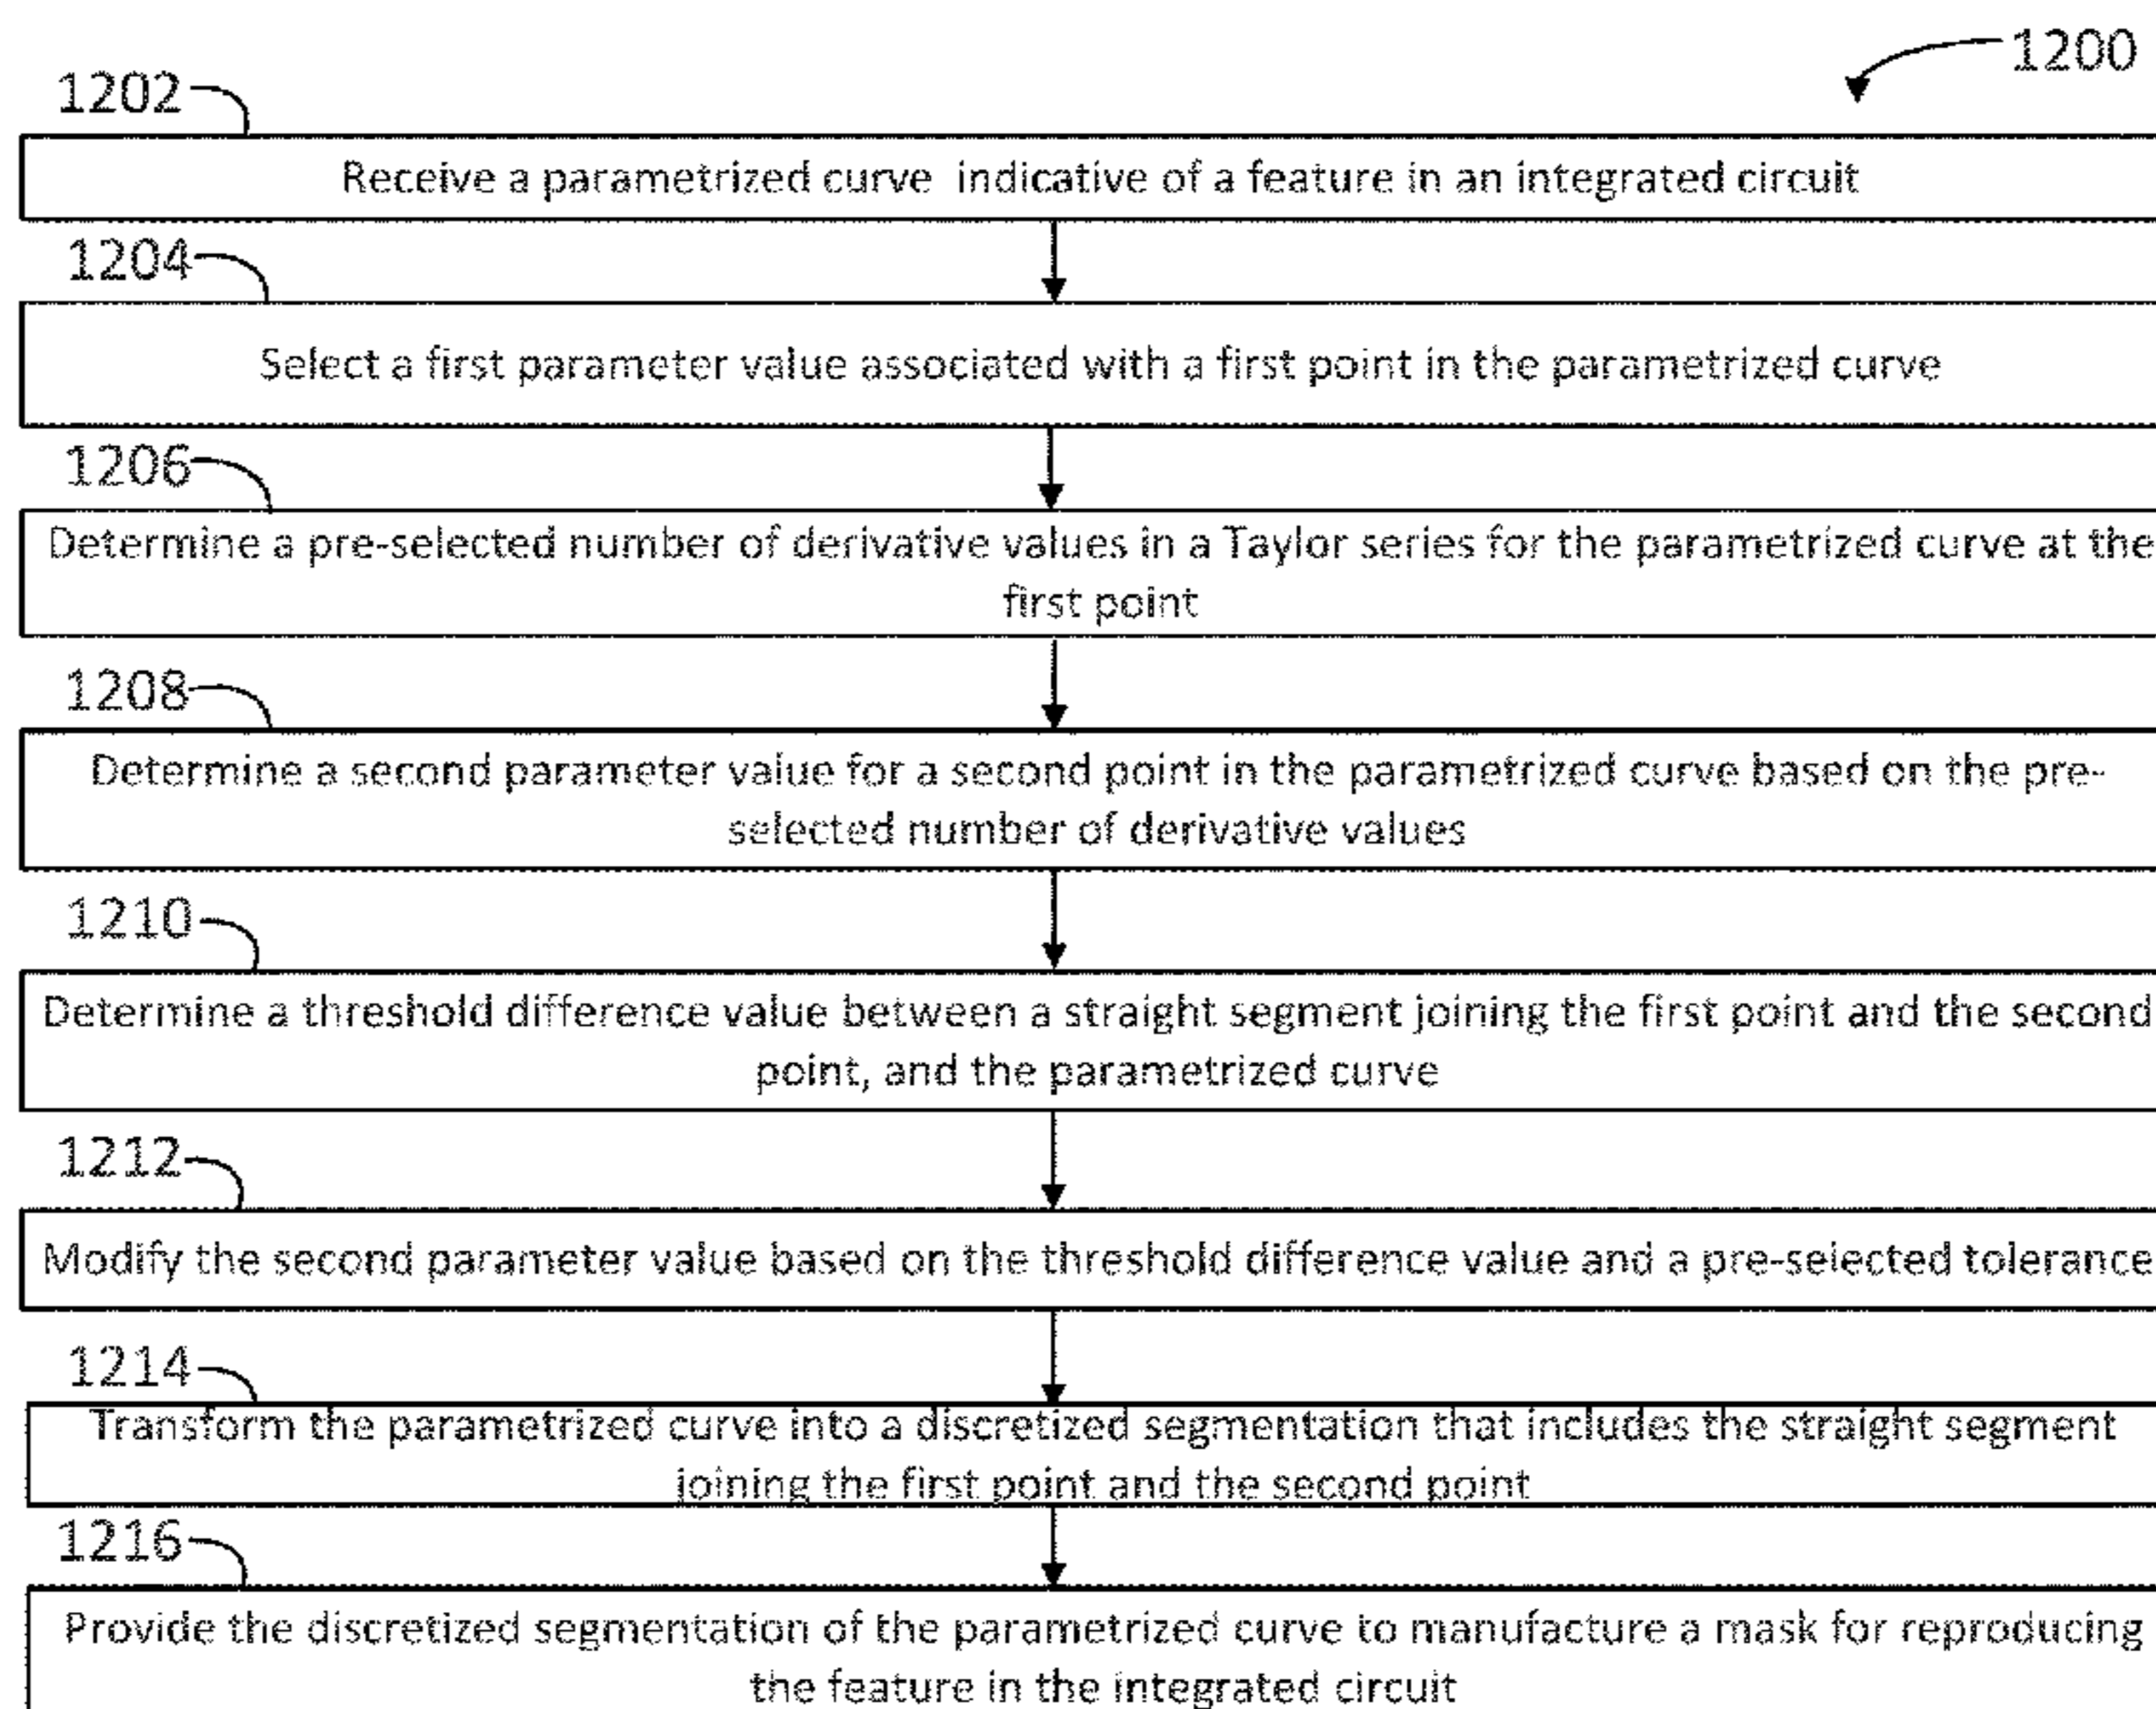 1200
1202
Receive a parametrized curve indicative of a feature in an integrated circuit
1204
Select a first parameter value associated with a first point in the parametrized curve
1206
Determine a pre-selected number of derivative values in a Taylor series for the parametrized curve at the
first point
1208
Determine a second parameter value for a second point in the parametrized curve based on the pre-
selected number of derivative values
1210
Determine a threshold difference value between a straight segment joining the first point and the second
point, and the parametrized curve
1212
Modify the second parameter value based on the threshold difference value and a pre-selected tolerance
1214
Transform the parametrized curve into a discretized segmentation that includes the straight segment
joining the first point and the second point
1216
Provide the discretized segmentation of the parametrized curve to manufacture a mask for reproducing
the feature in the integrated circuit